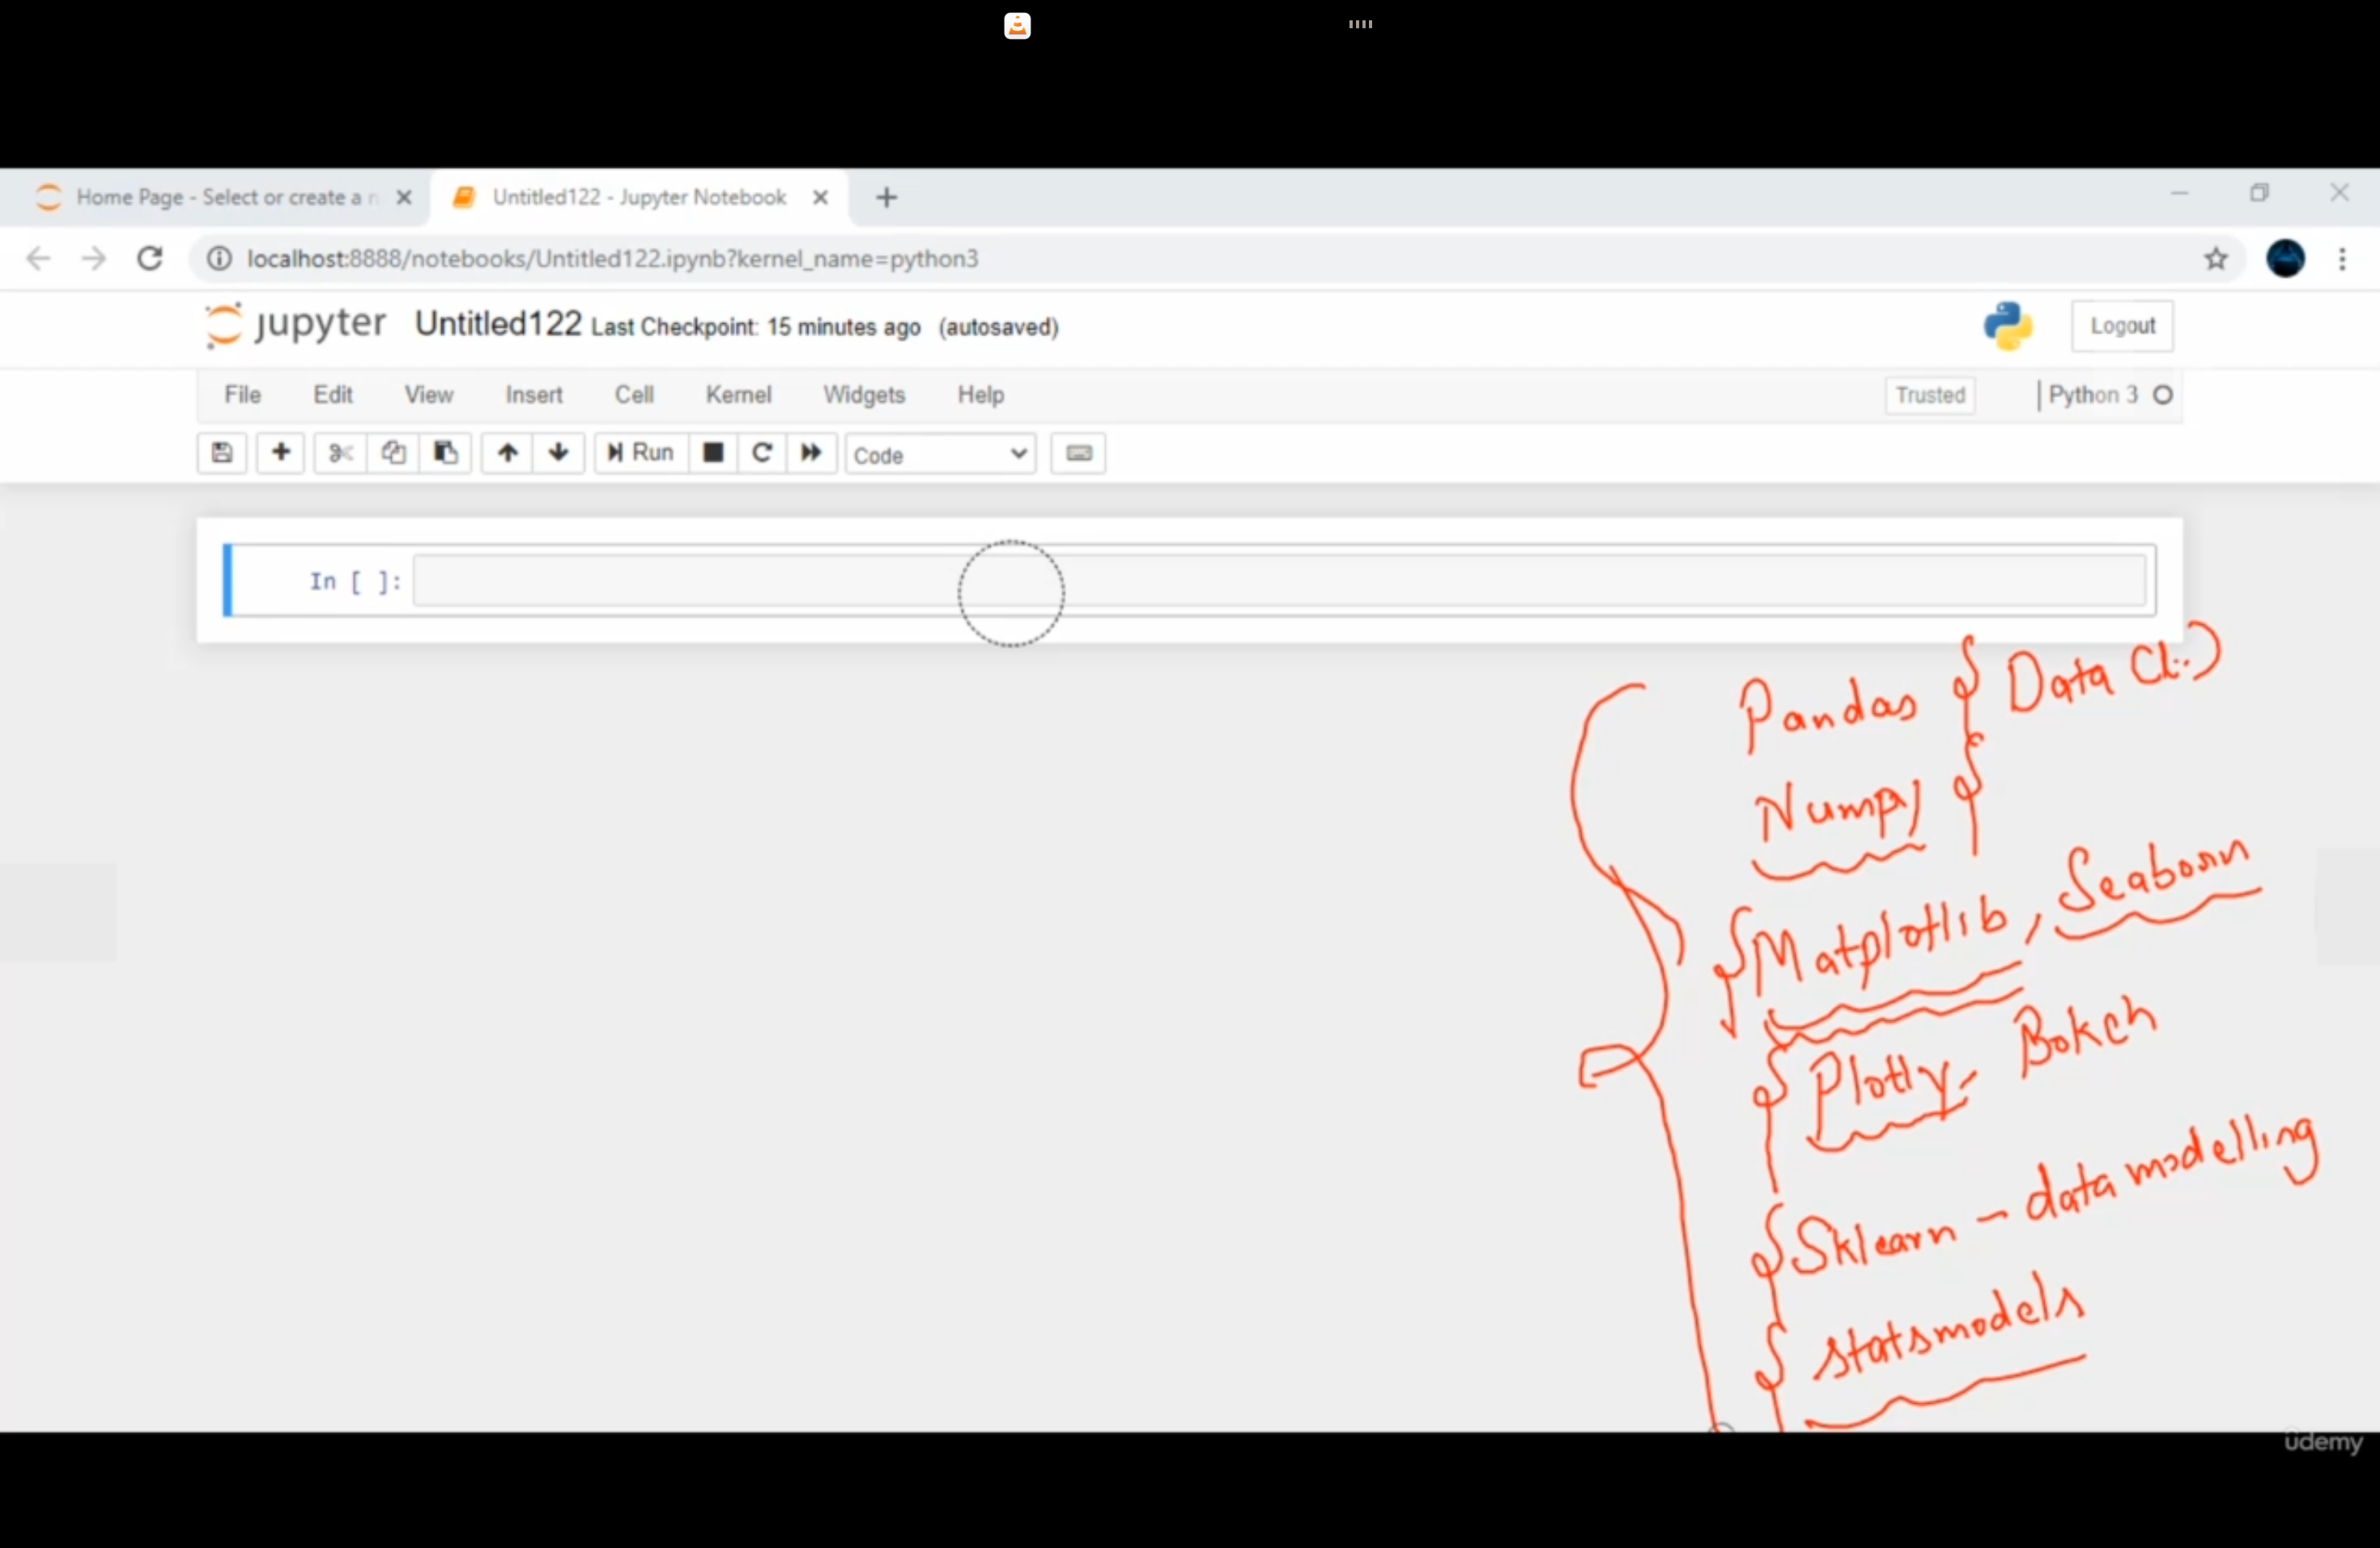 Home Page - Select or create a n
Untitled122 - Jupyter Notebook
localhost:8888/notebooks/Untitled122.ipynb?kernel_name=python3
jupyter Untitled122 Last Checkpoint: 15 minutes ago (autosaved)
Logout
File Edit View Insert Cell Kernel Widgets Help
Trusted Python 3
Run Code
In [ ]:
Pandas Data Cl..)
Numpy
Matplotlib, Seaborn
Plotly, Bokeh
Sklearn - data modelling
statsmodels
ûdemy